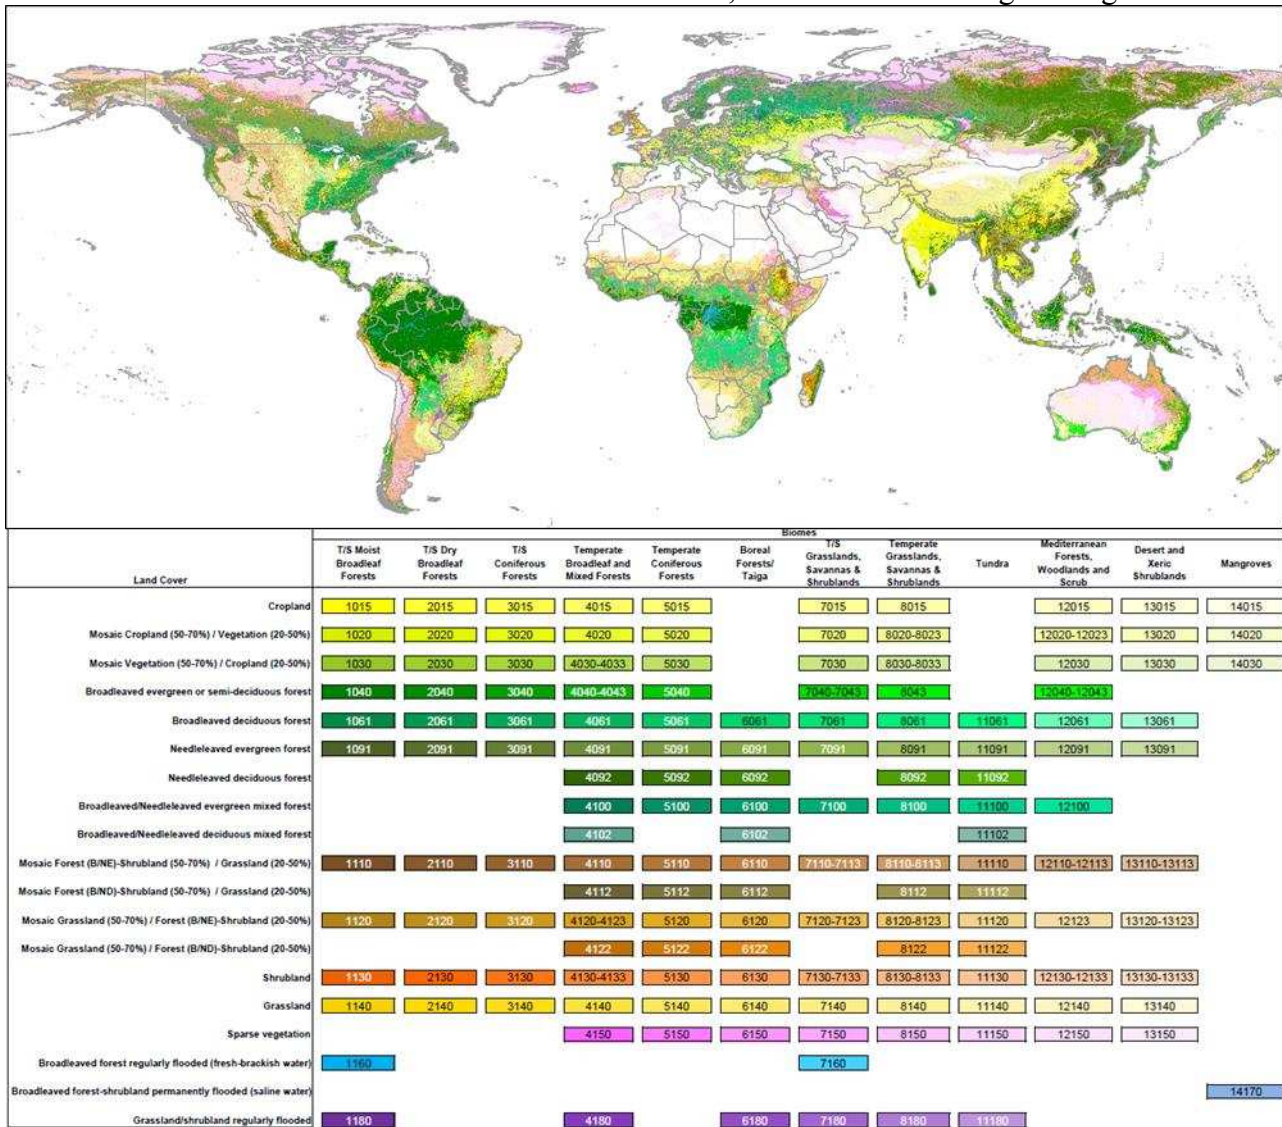 Biomes
Land Cover
T/S Moist Broadleaf Forests
T/S Dry Broadleaf Forests
T/S Coniferous Forests
Temperate Broadleaf and Mixed Forests
Temperate Coniferous Forests
Boreal Forests/ Taiga
T/S Grasslands, Savannas & Shrublands
Temperate Grasslands, Savannas & Shrublands
Tundra
Mediterranean Forests, Woodlands and Scrub
Desert and Xeric Shrublands
Mangroves
Cropland 1015 2015 3015 4015 5015 7015 8015 12015 13015 14015
Mosaic Cropland (50-70%) / Vegetation (20-50%) 1020 2020 3020 4020 5020 7020 8020-8023 12020-12023 13020 14020
Mosaic Vegetation (50-70%) / Cropland (20-50%) 1030 2030 3030 4030-4033 5030 7030 8030-8033 12030 13030 14030
Broadleaved evergreen or semi-deciduous forest 1040 2040 3040 4040-4043 5040 7040-7043 8043 12040-12043
Broadleaved deciduous forest 1061 2061 3061 4061 5061 6061 7061 8061 11061 12061 13061
Needleleaved evergreen forest 1091 2091 3091 4091 5091 6091 7091 8091 11091 12091 13091
Needleleaved deciduous forest 4092 5092 6092 8092 11092
Broadleaved/Needleleaved evergreen mixed forest 4100 5100 6100 7100 8100 11100 12100
Broadleaved/Needleleaved deciduous mixed forest 4102 6102 11102
Mosaic Forest (B/NE)-Shrubland (50-70%) / Grassland (20-50%) 1110 2110 3110 4110 5110 6110 7110-7113 11110 12110-12113 13110-13113
Mosaic Forest (B/ND)-Shrubland (50-70%) / Grassland (20-50%) 4112 5112 6112 8112 11112
Mosaic Grassland (50-70%) / Forest (B/NE)-Shrubland (20-50%) 1120 2120 3120 4120-4123 5120 6120 7120-7123 8120-8123 11120 12123 13120-13123
Mosaic Grassland (50-70%) / Forest (B/ND)-Shrubland (20-50%) 4122 5122 6122 8122 11122
Shrubland 1130 2130 3130 4130-4133 5130 6130 7130-7133 8130-8133 11130 12130-12133 13130-13133
Grassland 1140 2140 3140 4140 5140 6140 7140 8140 11140 12140 13140
Sparse vegetation 4150 5150 6150 7150 8150 11150 12150 13150
Broadleaved forest regularly flooded (fresh-brackish water) 1160 7160
Broadleaved forest-shrubland permanently flooded (saline water) 14170
Grassland/shrubland regularly flooded 1180 4180 6180 7180 8180 11180